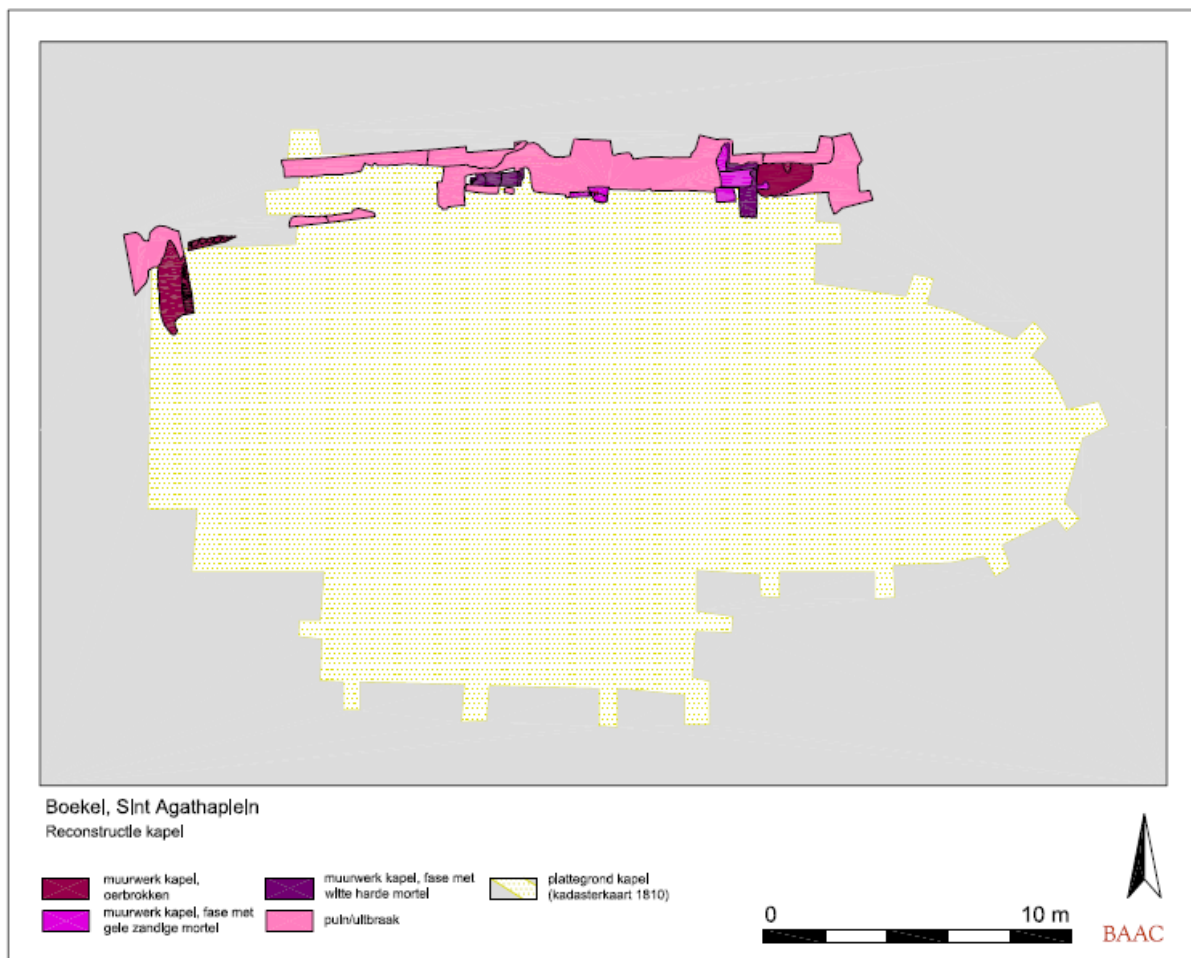 Boekel, Sint Agathaplein
Reconstructie kapel
muurwerk kapel,
oerbrokken
muurwerk kapel, fase met
gele zandige mortel
muurwerk kapel, fase met
witte harde mortel
puin/uitbraak
plattegrond kapel
(kadasterkaart 1810)
0
10 m
BAAC